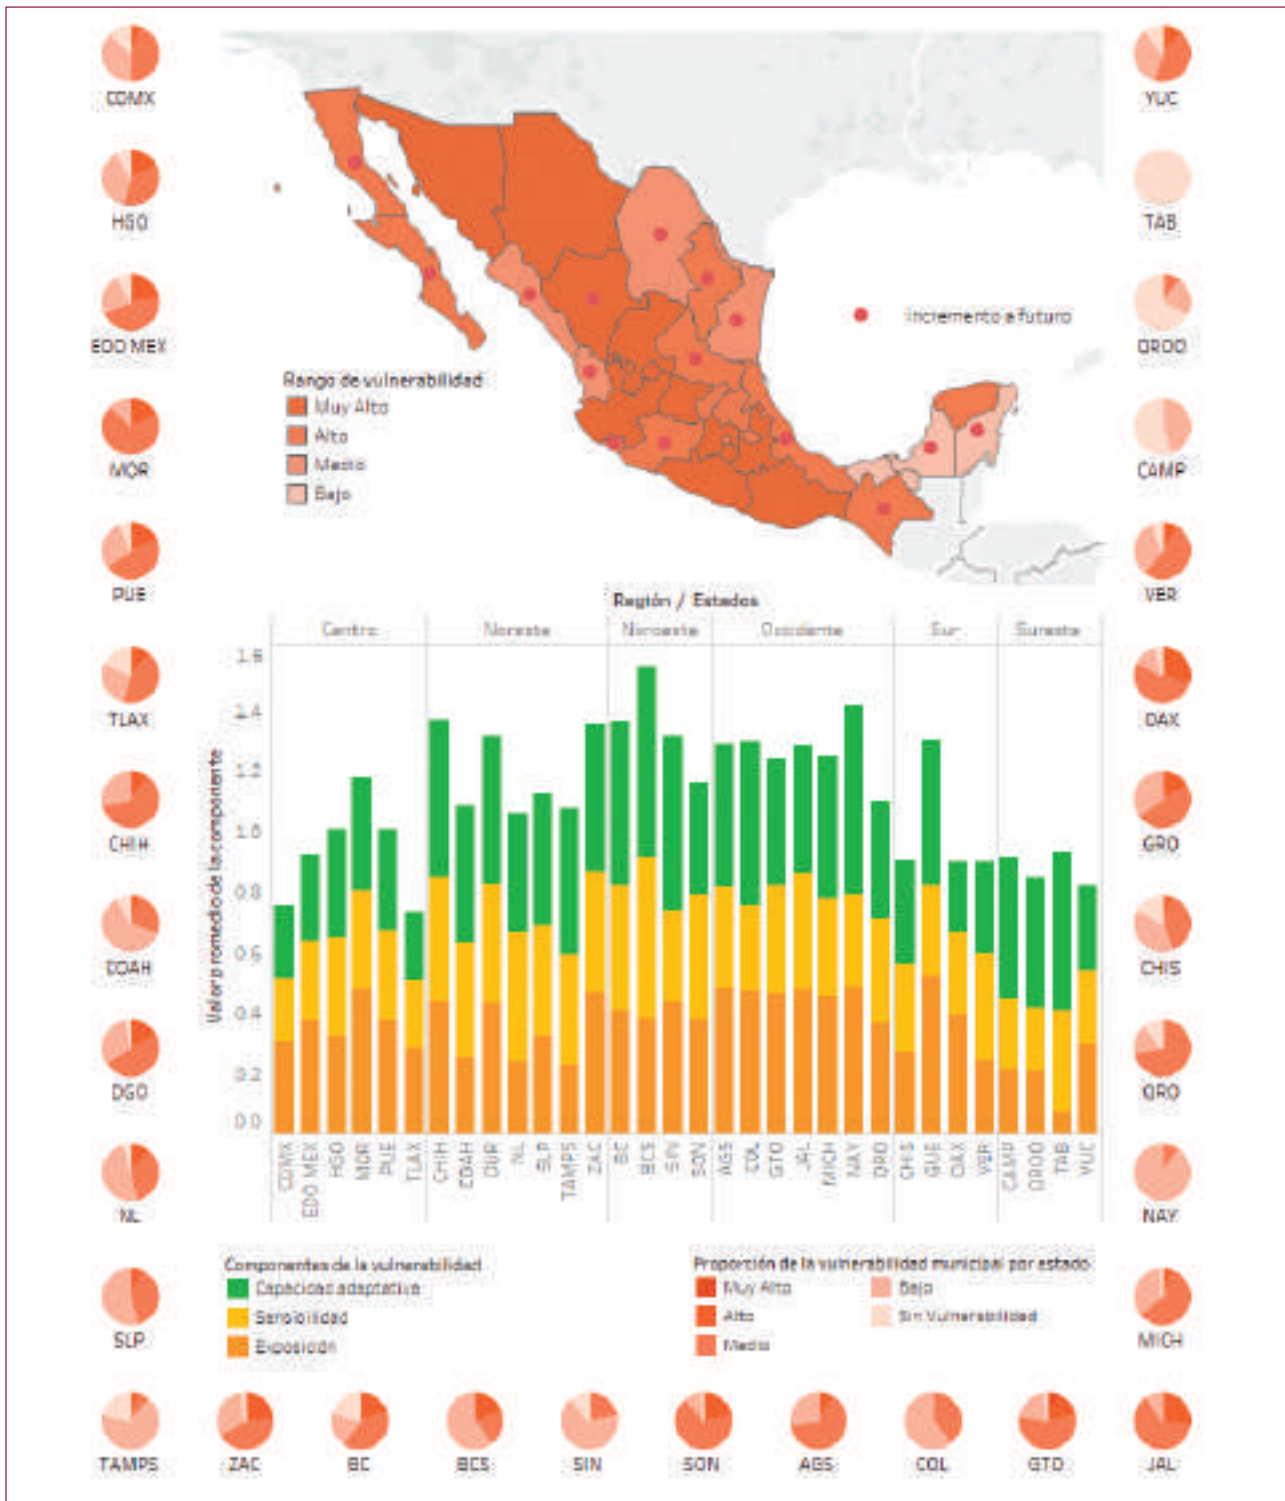 CDMX
HGO
EDO MEX
MOR
PUE
TLAX
CHIH
COAH
DGO
NL
SLP
TAMPS
ZAC
BC
BCS
SIN
SON
AGS
COL
GTO
JAL
YUC
TAB
QROO
CAMP
VER
OAX
GRO
CHIS
QRO
NAY
MICH
Incremento a futuro
Rango de vulnerabilidad
Muy Alto
Alto
Medio
Bajo
Región / Estados
Centro
Noreste
Noroeste
Occidente
Sur
Sureste
Valor promedio de la componente
1.6
1.4
1.2
1.0
0.8
0.6
0.4
0.2
0.0
CDMX
EDO MEX
HGO
MOR
PUE
TLAX
CHIH
COAH
DUR
NL
SLP
TAMPS
ZAC
BC
BCS
SIN
SON
AGS
COL
GTO
JAL
MICH
NAY
QRO
CHIS
GUE
OAX
VER
CAMP
QROO
TAB
YUC
Componentes de la vulnerabilidad
Capacidad adaptativa
Sensibilidad
Exposición
Proporción de la vulnerabilidad municipal por estado
Muy Alto
Alto
Medio
Bajo
Sin Vulnerabilidad